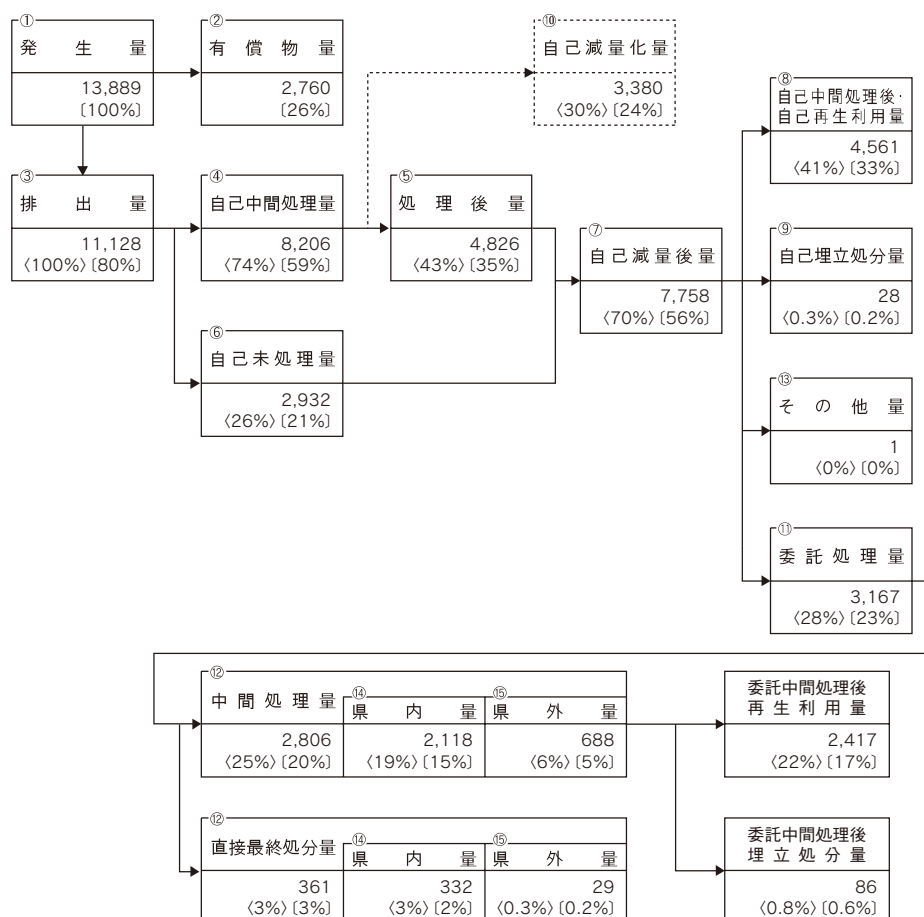 ①
発生量
13,889
〔100%〕
②
有償物量
2,760
〔26%〕
⑩
自己減量化量
3,380
〈30%〉〔24%〕
⑧
自己中間処理後・
自己再生利用量
4,561
〈41%〉〔33%〕
③
排出量
11,128
〈100%〉〔80%〕
④
自己中間処理量
8,206
〈74%〉〔59%〕
⑤
処理後量
4,826
〈43%〉〔35%〕
⑦
自己減量後量
7,758
〈70%〉〔56%〕
⑨
自己埋立処分量
28
〈0.3%〉〔0.2%〕
⑥
自己未処理量
2,932
〈26%〉〔21%〕
⑬
その他量
1
〈0%〉〔0%〕
⑪
委託処理量
3,167
〈28%〉〔23%〕
⑫
中間処理量
2,806
〈25%〉〔20%〕
⑭
県内量
2,118
〈19%〉〔15%〕
⑮
県外量
688
〈6%〉〔5%〕
委託中間処理後
再生利用量
2,417
〈22%〉〔17%〕
⑫
直接最終処分量
361
〈3%〉〔3%〕
⑭
県内量
332
〈3%〉〔2%〕
⑮
県外量
29
〈0.3%〉〔0.2%〕
委託中間処理後
埋立処分量
86
〈0.8%〉〔0.6%〕